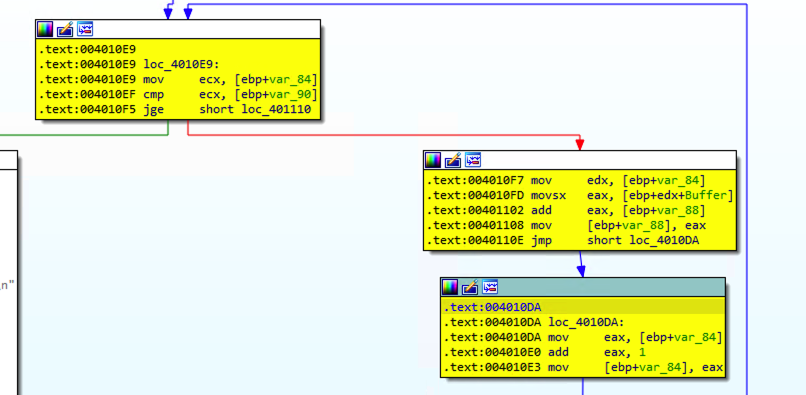 .text:004010E9
.text:004010E9 loc_4010E9:
.text:004010E9 mov ecx, [ebp+var_84]
.text:004010EF cmp ecx, [ebp+var_90]
.text:004010F5 jge short loc_401110
.text:004010F7 mov edx, [ebp+var_84]
.text:004010FD movsx eax, [ebp+edx+Buffer]
.text:00401102 add eax, [ebp+var_88]
.text:00401108 mov [ebp+var_88], eax
.text:0040110E jmp short loc_4010DA
n"
.text:004010DA
.text:004010DA loc_4010DA:
.text:004010DA mov eax, [ebp+var_84]
.text:004010E0 add eax, 1
.text:004010E3 mov [ebp+var_84], eax